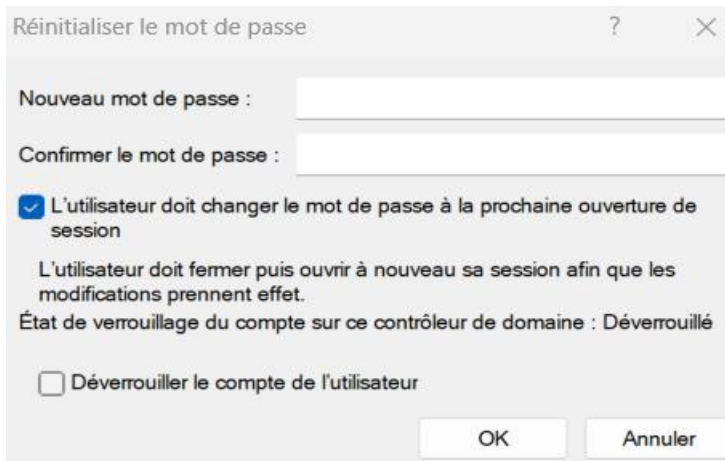 Réinitialiser le mot de passe ?
Nouveau mot de passe :
Confirmer le mot de passe :
L'utilisateur doit changer le mot de passe à la prochaine ouverture de
session
L'utilisateur doit fermer puis ouvrir à nouveau sa session afin que les
modifications prennent effet.
État de verrouillage du compte sur ce contrôleur de domaine : Déverrouillé
Déverrouiller le compte de l'utilisateur
OK Annuler